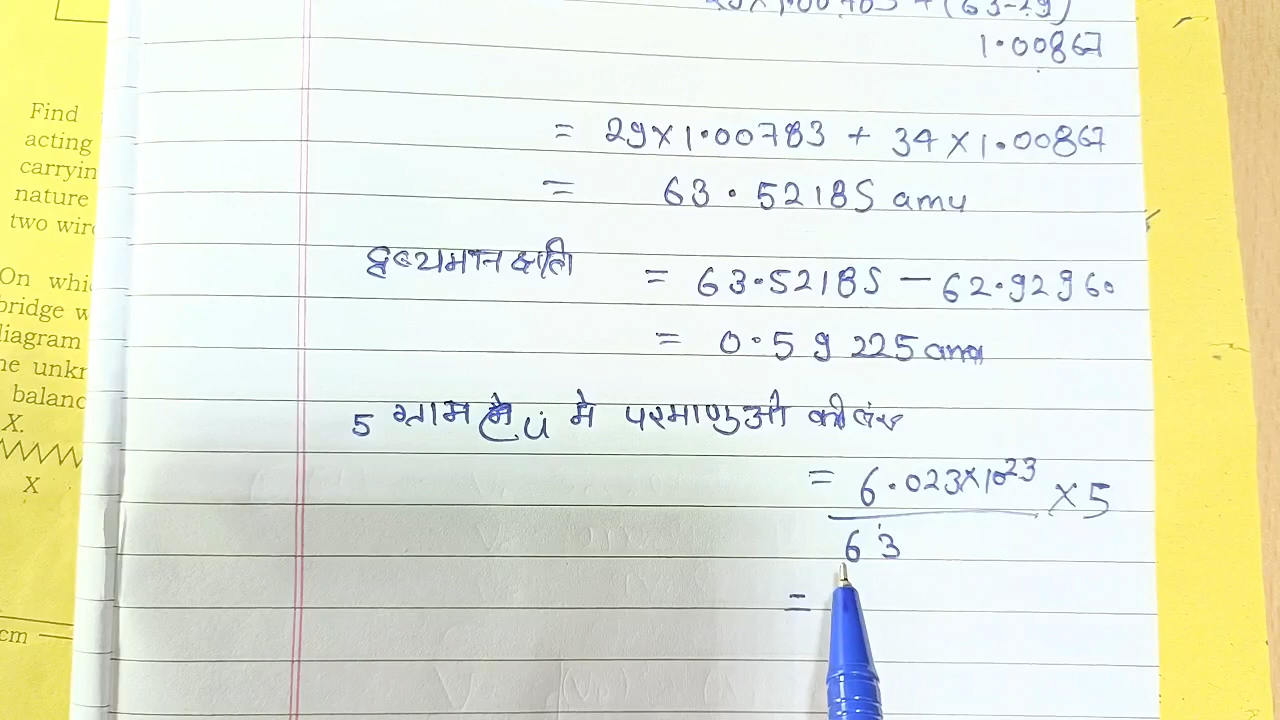 Find
acting
carryin
nature
two wir
On whi
bridge w
liagram
ne unkr
balanc
X.
X
cm
1.00867
= 29×1.00783 + 34×1.00867
= 63.52185 amu
द्रव्यमान क्षति = 63.52185 – 62.92960
= 0.59225 amu
5 ग्राम Cu मे परमाणुओ की
= 6.023×10²³ × 5
63
=